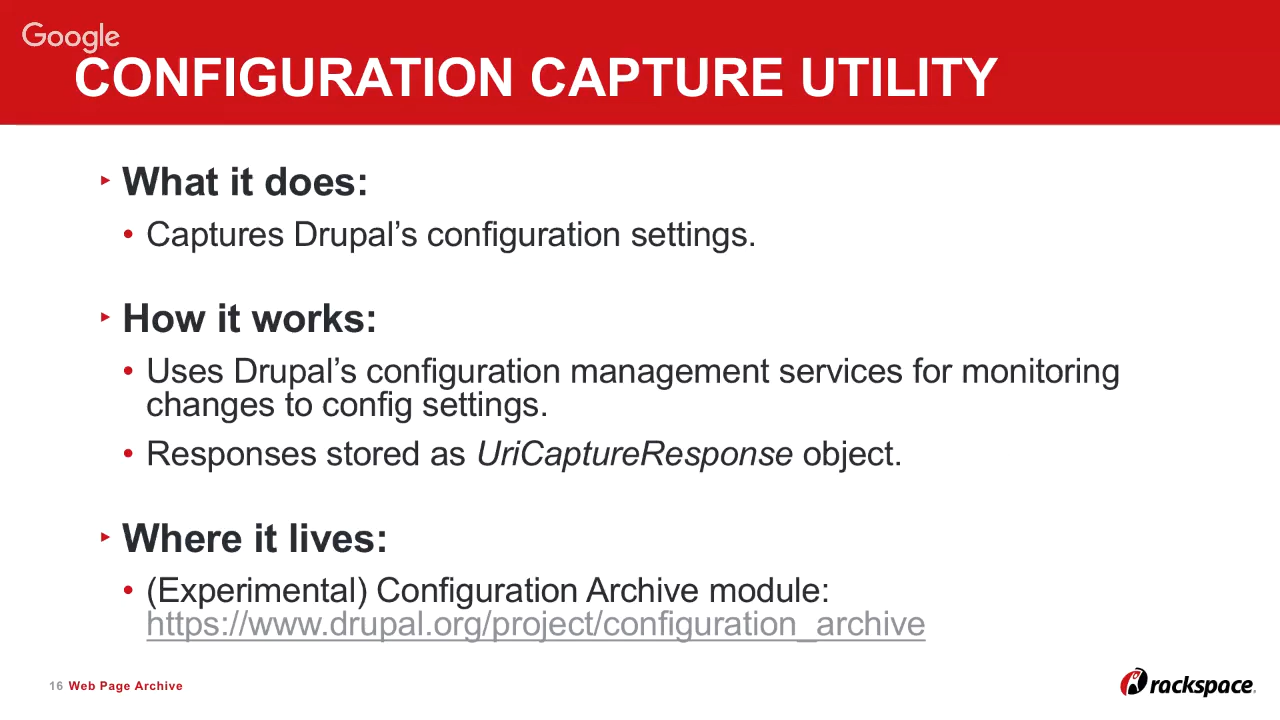 Google
CONFIGURATION CAPTURE UTILITY
‣ What it does:
• Captures Drupal’s configuration settings.
‣ How it works:
• Uses Drupal’s configuration management services for monitoring
changes to config settings.
• Responses stored as UriCaptureResponse object.
‣ Where it lives:
• (Experimental) Configuration Archive module:
https://www.drupal.org/project/configuration_archive
16 Web Page Archive
rackspace.